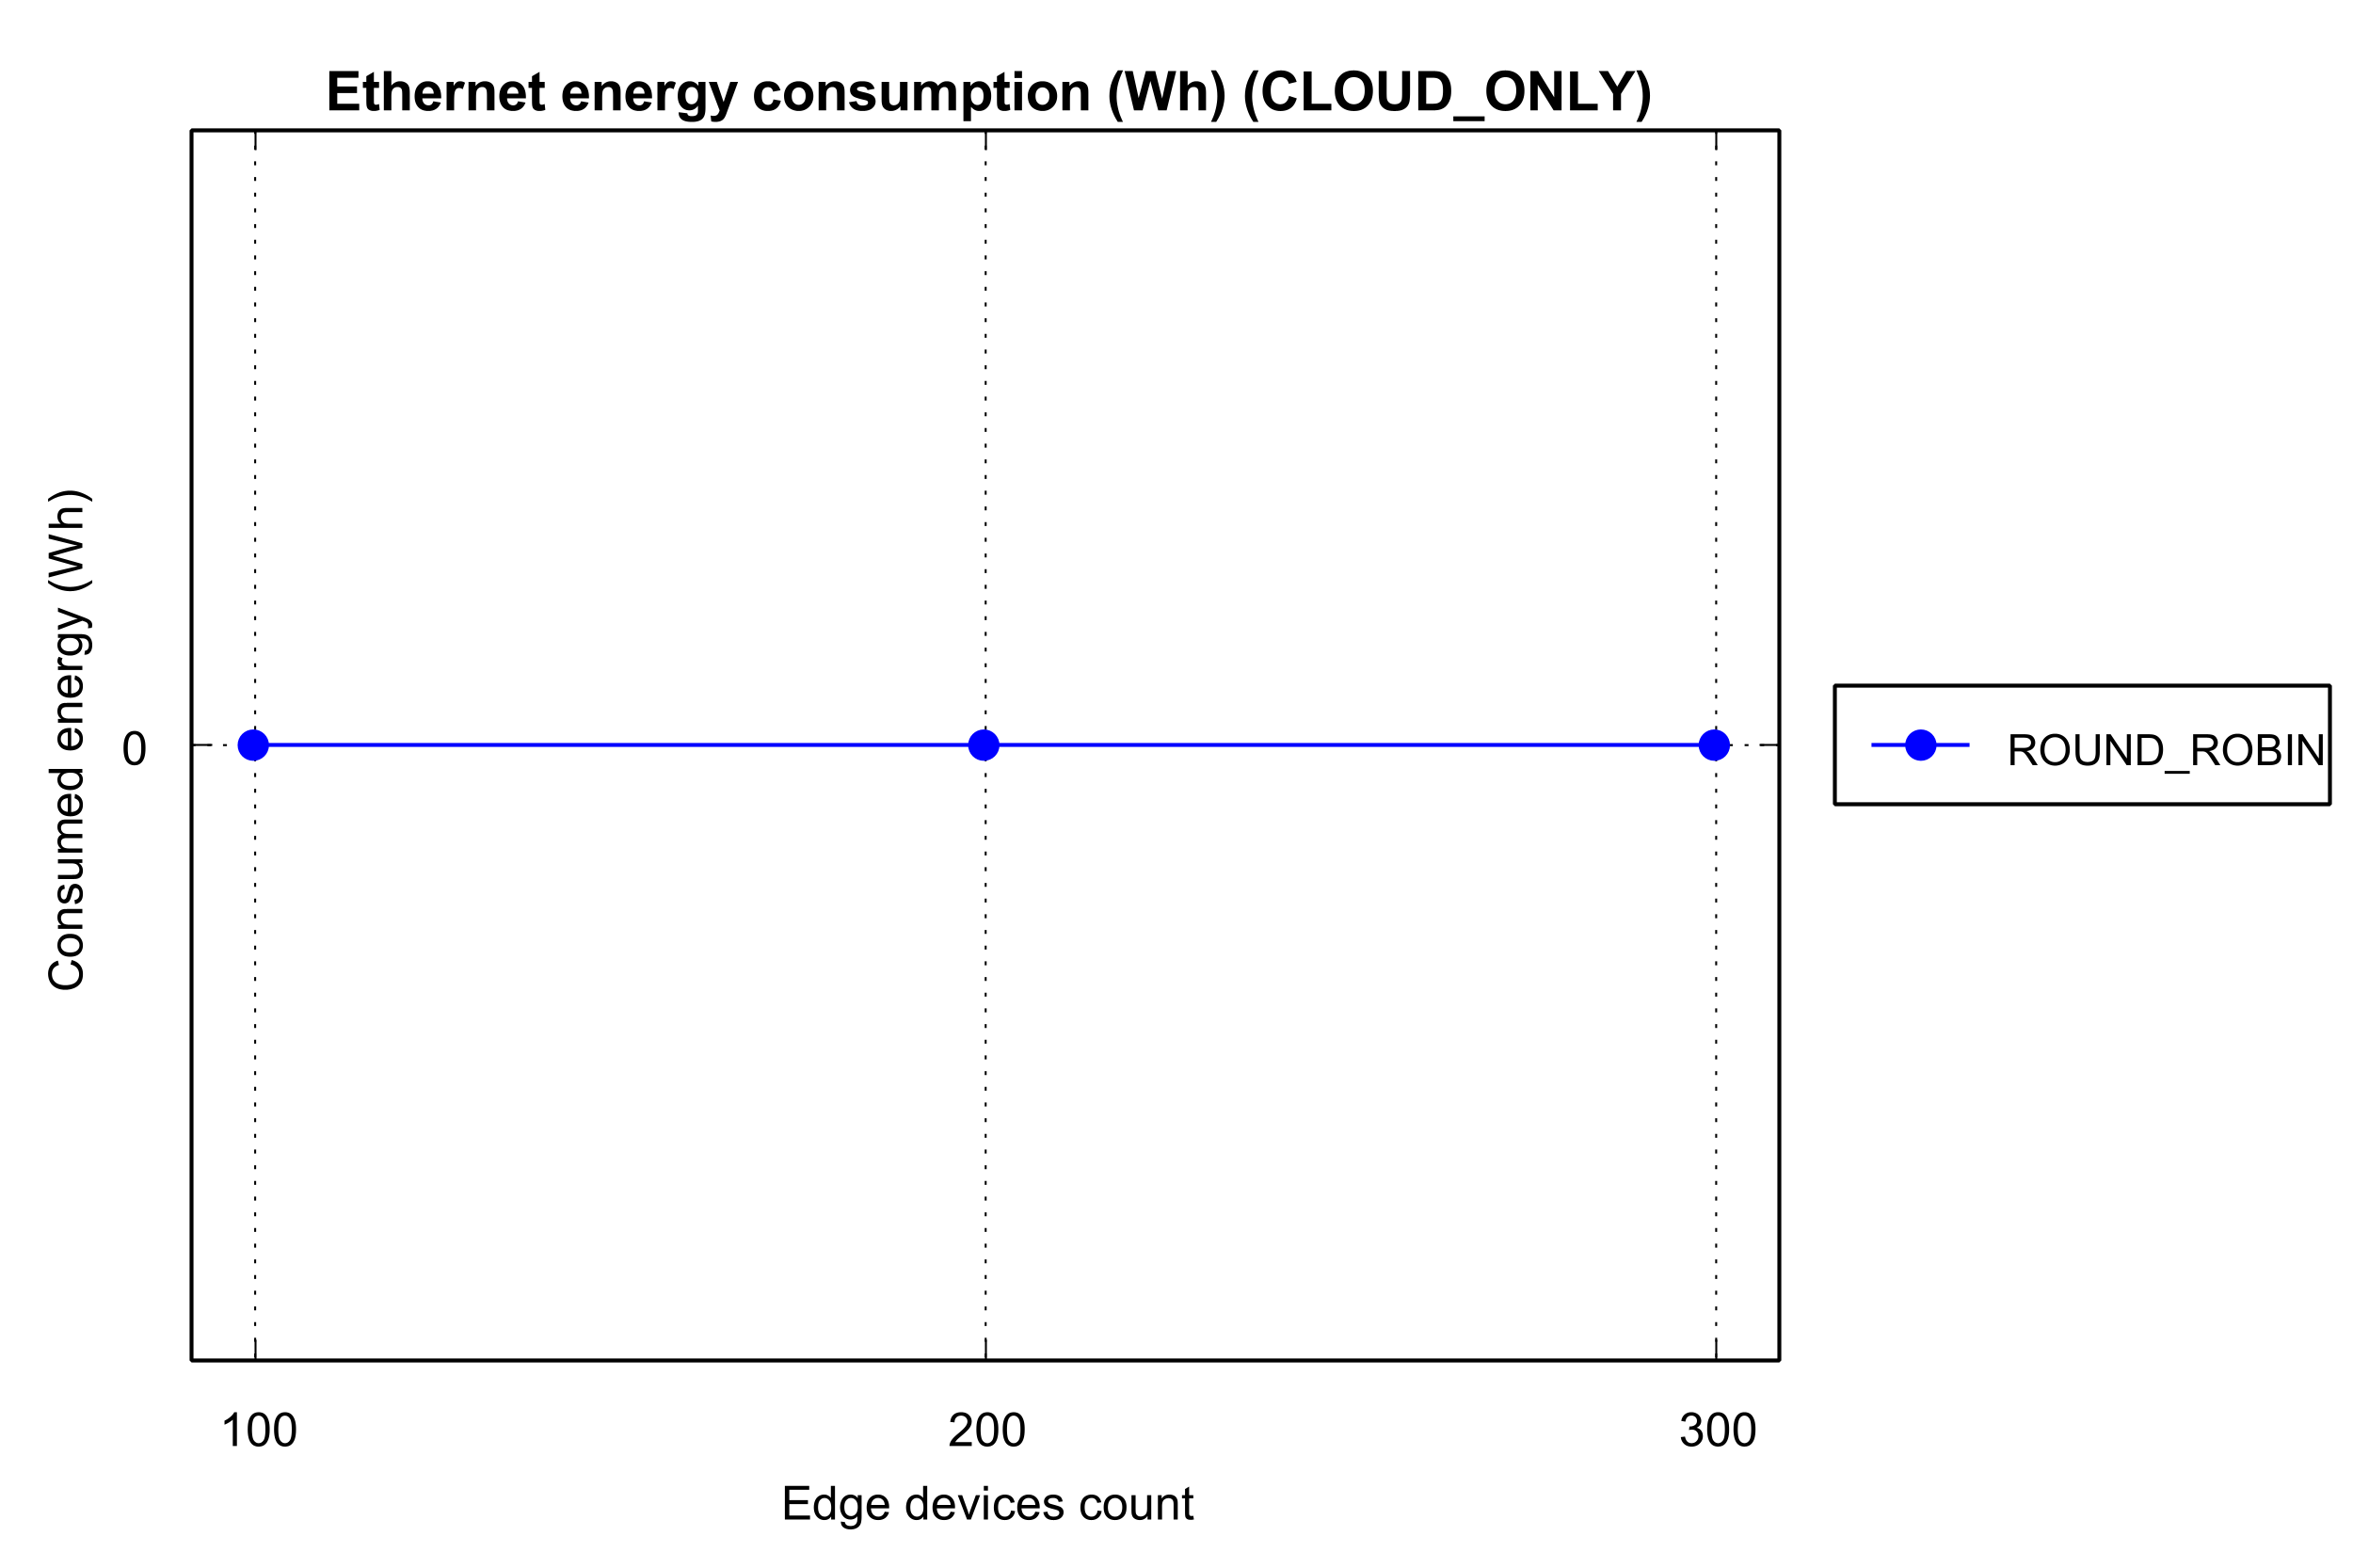 Ethernet energy consumption (Wh) (CLOUD_ONLY)
Consumed energy (Wh)
0
ROUND_ROBIN
100 200 300
Edge devices count